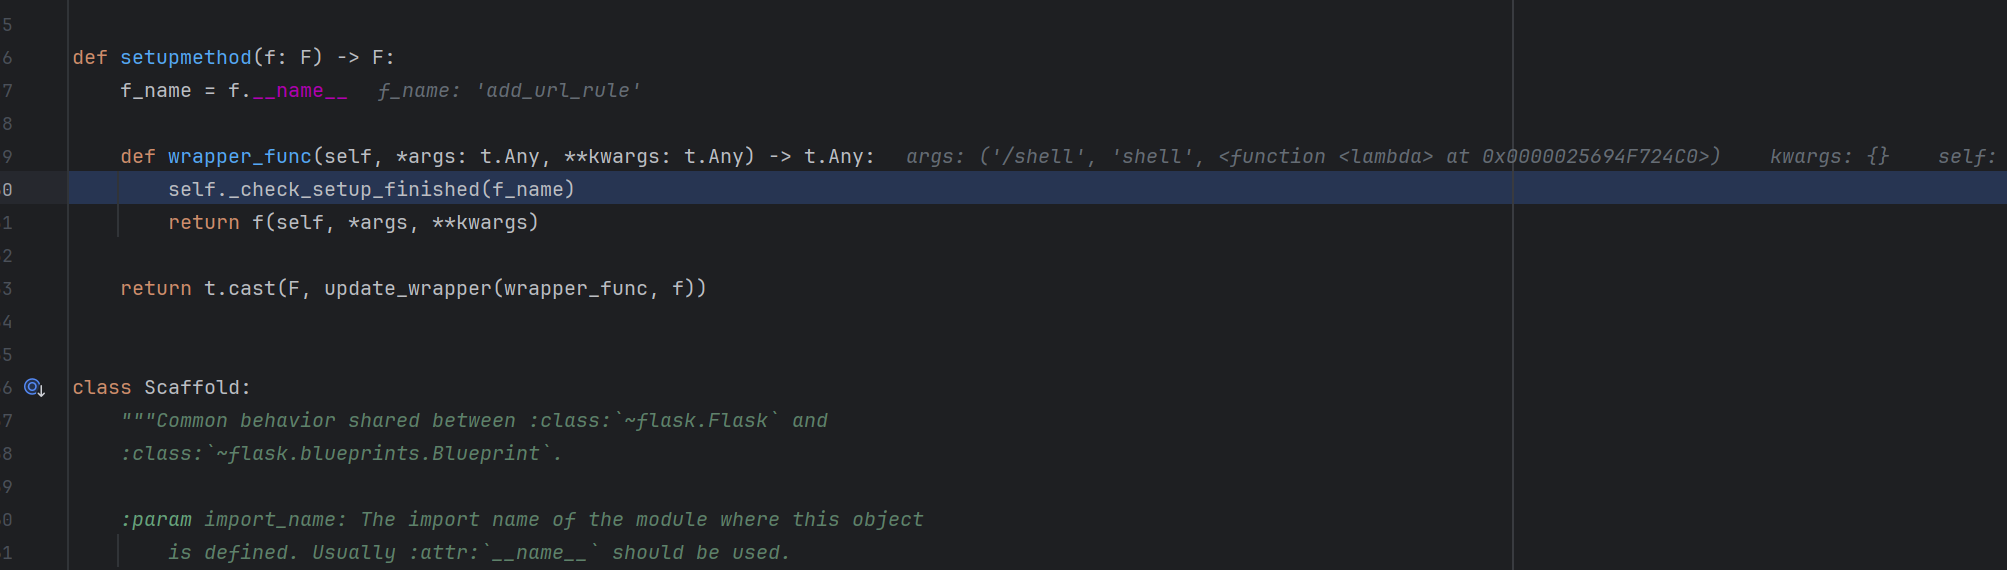 5
6 def setupmethod(f: F) -> F:
7 f_name = f.__name__ f_name: 'add_url_rule'
8
9 def wrapper_func(self, *args: t.Any, **kwargs: t.Any) -> t.Any: args: ('/shell', 'shell', <function <lambda> at 0x0000025694F724C0>) kwargs: {} self:
0 self._check_setup_finished(f_name)
1 return f(self, *args, **kwargs)
2
3 return t.cast(F, update_wrapper(wrapper_func, f))
4
5
6 class Scaffold:
7 """Common behavior shared between :class:`~flask.Flask` and
8 :class:`~flask.blueprints.Blueprint`.
9
0 :param import_name: The import name of the module where this object
1 is defined. Usually :attr:`__name__` should be used.